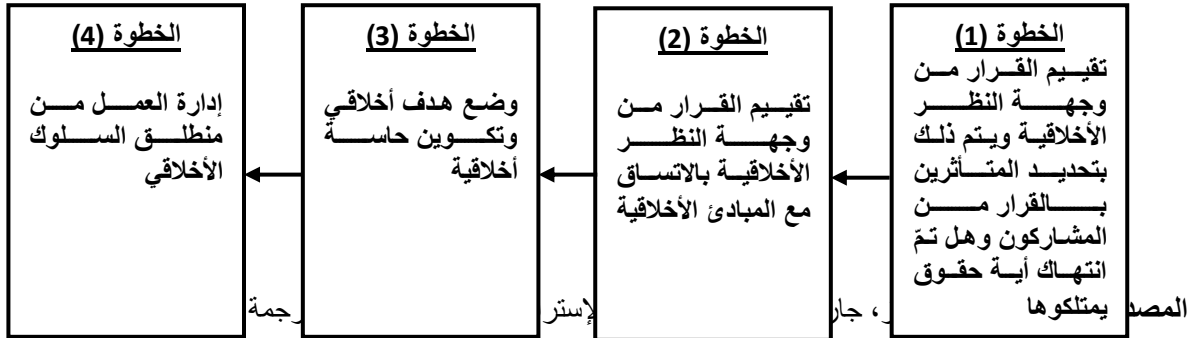 الخطوة (1)
تقييم القرار من
وجهة النظر
الأخلاقية ويتم ذلك
بتحديد المتأثرين
بالقرار من
المشاركون وهل تمّ
انتهاك أية حقوق
يمتلكوها
الخطوة (2)
تقييم القرار من
وجهة النظر
الأخلاقية بالاتساق
مع المبادئ الأخلاقية
الخطوة (3)
وضع هدف أخلاقي
وتكوين حاسة
أخلاقية
الخطوة (4)
إدارة العمل من
منطلق السلوك
الأخلاقي